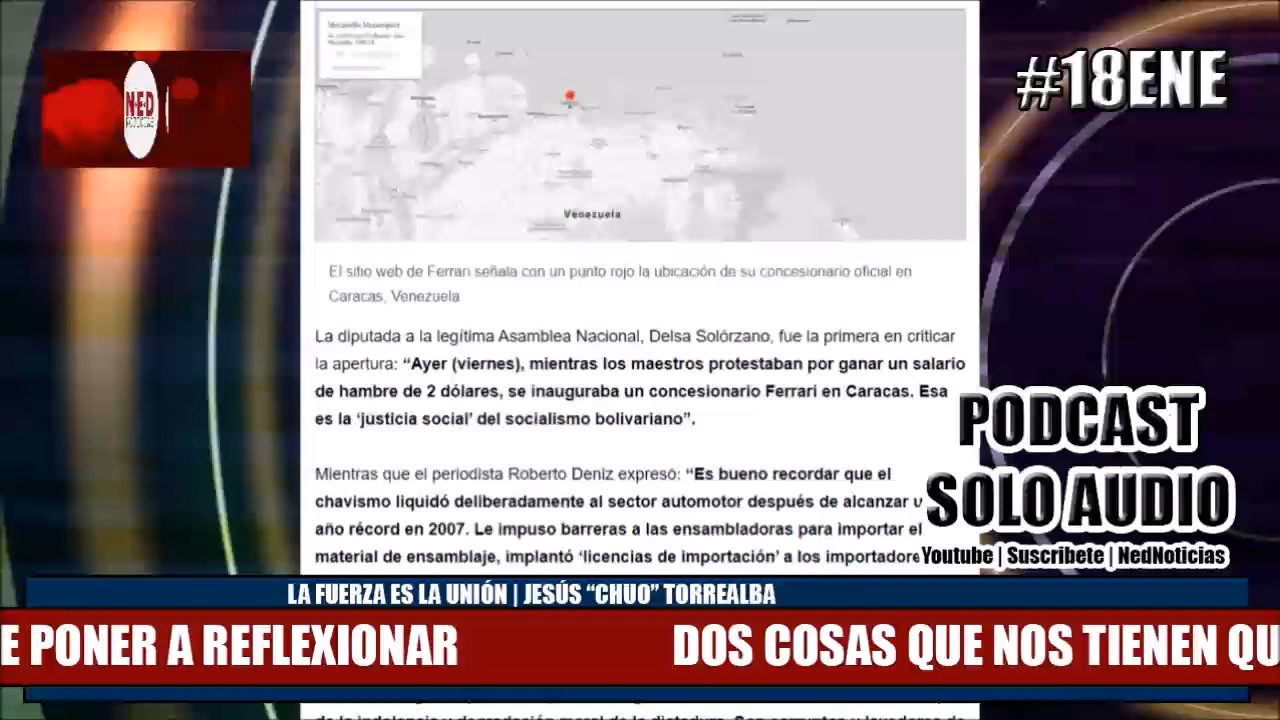 #18ENE
N·E·D
Venezuela
El sitio web de Ferrari señala con un punto rojo la ubicación de su concesionario oficial en
Caracas, Venezuela
La diputada a la legítima Asamblea Nacional, Delsa Solórzano, fue la primera en criticar
la apertura: “Ayer (viernes), mientras los maestros protestaban por ganar un salario
de hambre de 2 dólares, se inauguraba un concesionario Ferrari en Caracas. Esa
es la ‘justicia social’ del socialismo bolivariano”.
Mientras que el periodista Roberto Deniz expresó: “Es bueno recordar que el
chavismo liquidó deliberadamente al sector automotor después de alcanzar
año récord en 2007. Le impuso barreras a las ensambladoras para importar el
material de ensamblaje, implantó ‘licencias de importación’ a los importadore
PODCAST
SOLO AUDIO
Youtube | Suscribete | NedNoticias
LA FUERZA ES LA UNIÓN | JESÚS “CHUO” TORREALBA
E PONER A REFLEXIONAR DOS COSAS QUE NOS TIENEN QU